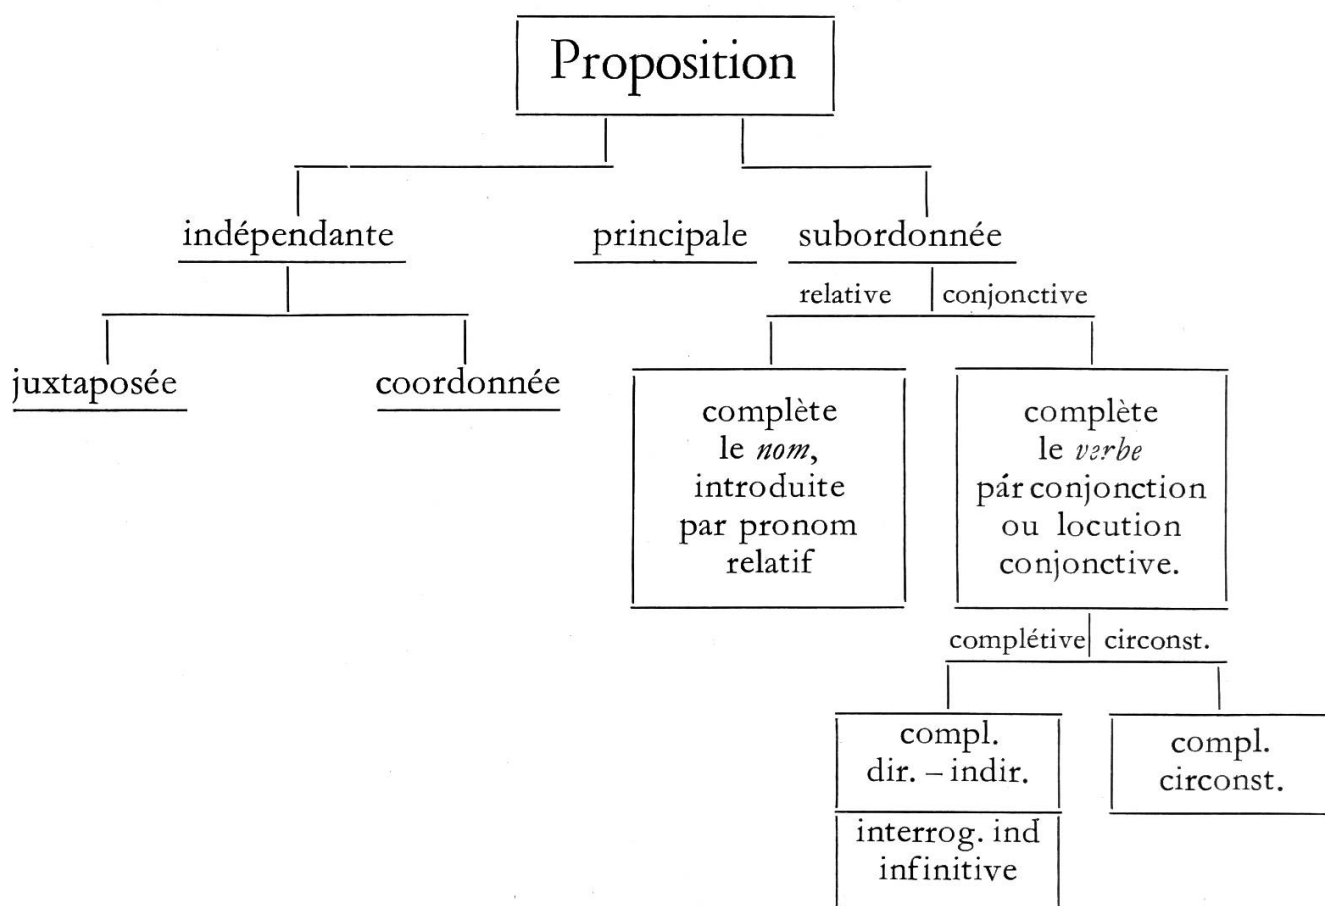 Proposition
indépendante
principale
subordonnée
relative
conjonctive
juxtaposée
coordonnée
complète
le nom,
introduite
par pronom
relatif
complète
le verbe
par conjonction
ou locution
conjonctive.
complétive
circonst.
compl.
dir. – indir.
interrog. ind
infinitive
compl.
circonst.